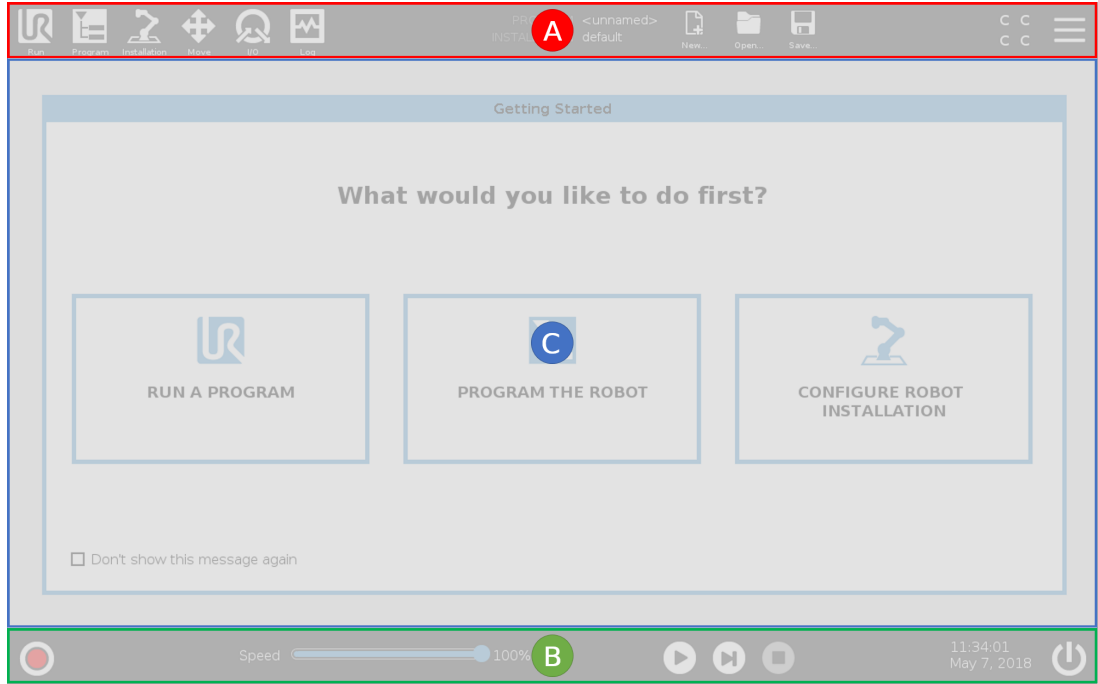 PR
A
<unnamed>
C C
INSTAL
default
C C
Run
Program
Installation
Move
I/O
Log
New...
Open...
Save...
Getting Started
What would you like to do first?
C
RUN A PROGRAM
PROGRAM THE ROBOT
CONFIGURE ROBOT
INSTALLATION
Don't show this message again
Speed
100%
B
11:34:01
May 7, 2018